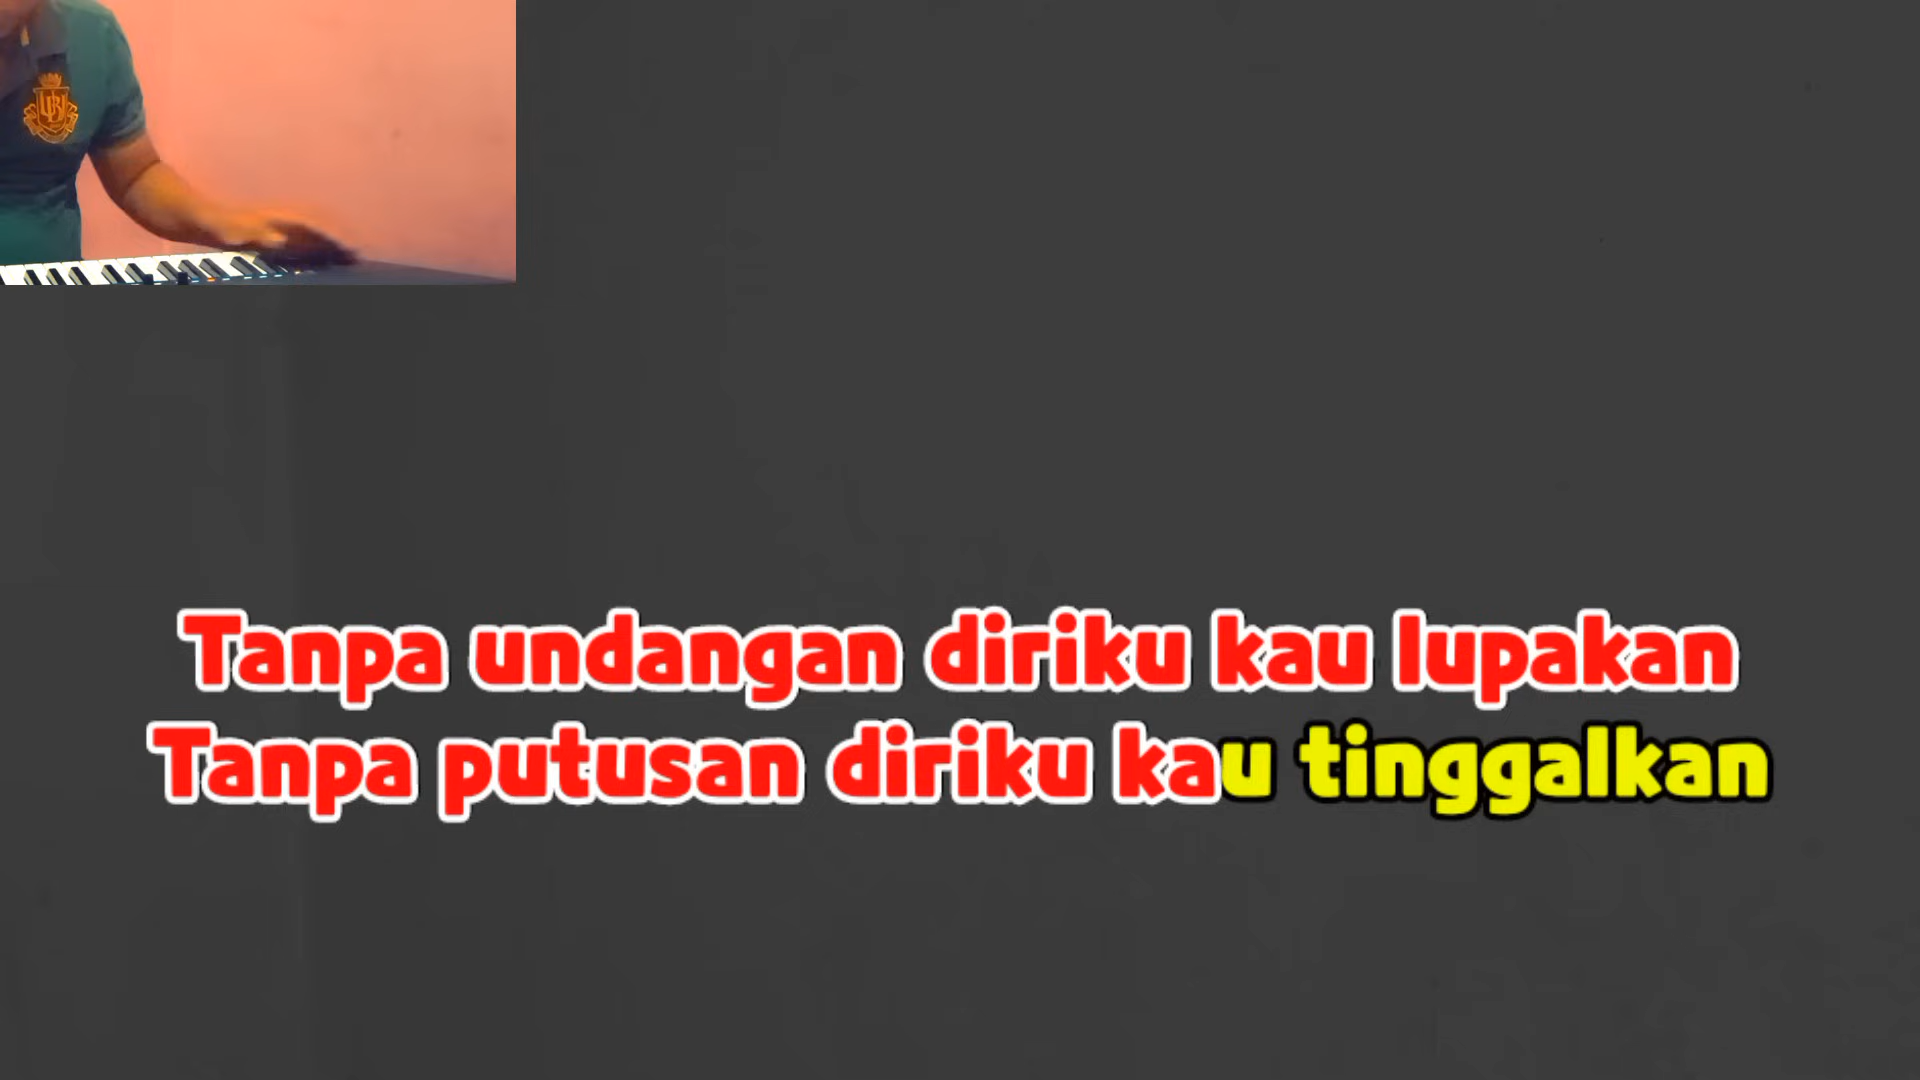 Tanpa undangan diriku kau lupakan
Tanpa putusan diriku kau tinggalkan